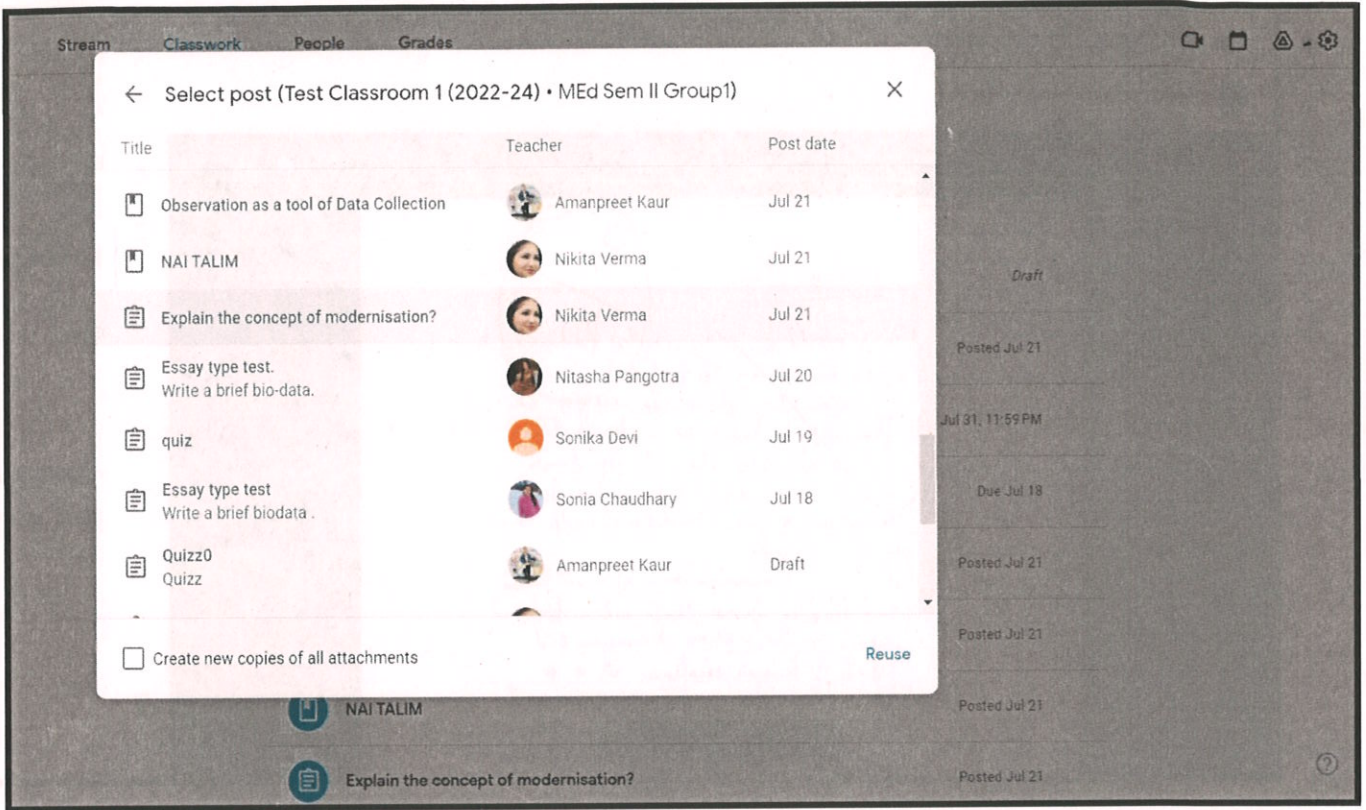 Stream Classwork People Grades
Select post (Test Classroom 1 (2022-24) • MEd Sem II Group1)
Title Teacher Post date
Observation as a tool of Data Collection Amanpreet Kaur Jul 21
NAI TALIM Nikita Verma Jul 21
Explain the concept of modernisation? Nikita Verma Jul 21
Essay type test.
Write a brief bio-data. Nitasha Pangotra Jul 20
quiz Sonika Devi Jul 19
Essay type test
Write a brief biodata . Sonia Chaudhary Jul 18
Quizz0
Quizz Amanpreet Kaur Draft
Create new copies of all attachments Reuse
Draft
Posted Jul 21
Jul 31, 11:59 PM
Due Jul 18
Posted Jul 21
Posted Jul 21
NAI TALIM Posted Jul 21
Explain the concept of modernisation? Posted Jul 21